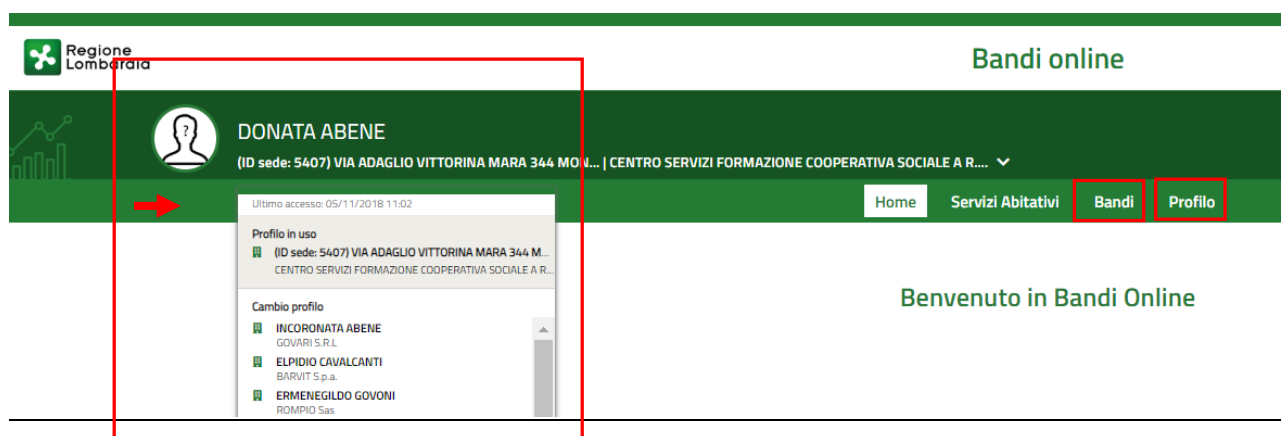 Regione
Lombardia
Bandi online
DONATA ABENE
(ID sede: 5407) VIA ADAGLIO VITTORINA MARA 344 MON... | CENTRO SERVIZI FORMAZIONE COOPERATIVA SOCIALE A R....
Home Servizi Abitativi Bandi Profilo
Ultimo accesso: 05/11/2018 11:02
Profilo in uso
(ID sede: 5407) VIA ADAGLIO VITTORINA MARA 344 M...
CENTRO SERVIZI FORMAZIONE COOPERATIVA SOCIALE A R...
Benvenuto in Bandi Online
Cambio profilo
INCORONATA ABENE
GOVARI S.R.L
ELPIDIO CAVALCANTI
BARVIT S.p.a.
ERMENEGILDO GOVONI
ROMPIO Sas